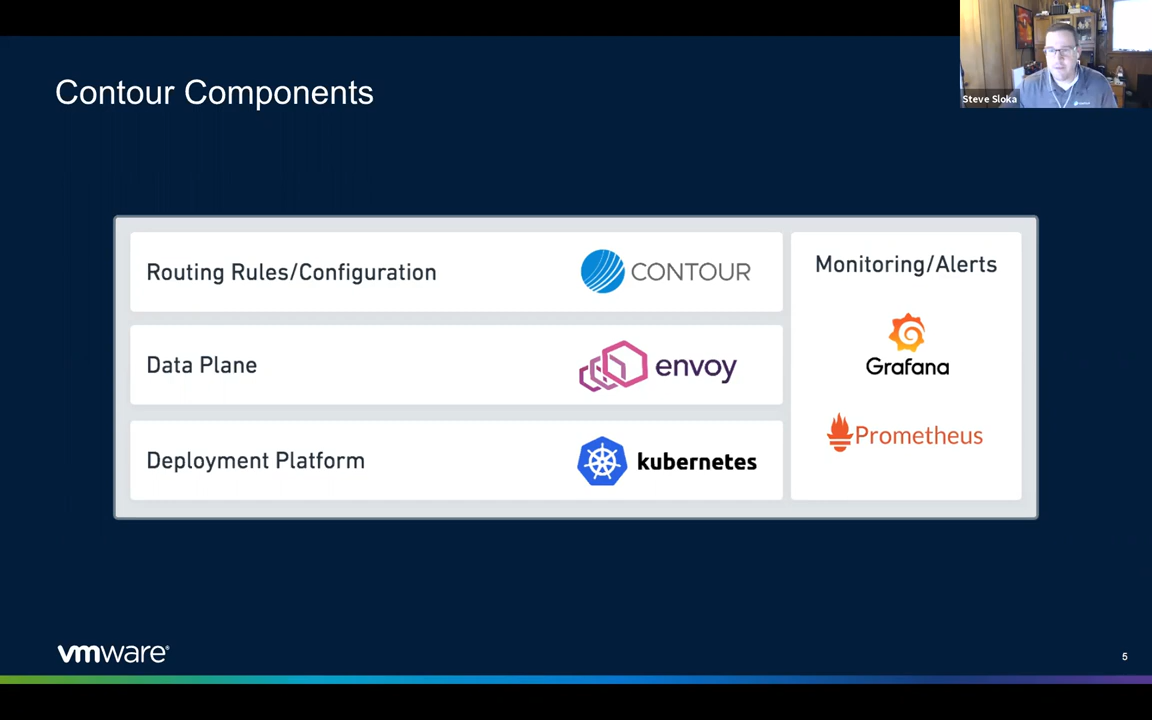 Contour Components
Steve Sloka
Routing Rules/Configuration
CONTOUR
Data Plane
envoy
Deployment Platform
kubernetes
Monitoring/Alerts
Grafana
Prometheus
vmware®
5